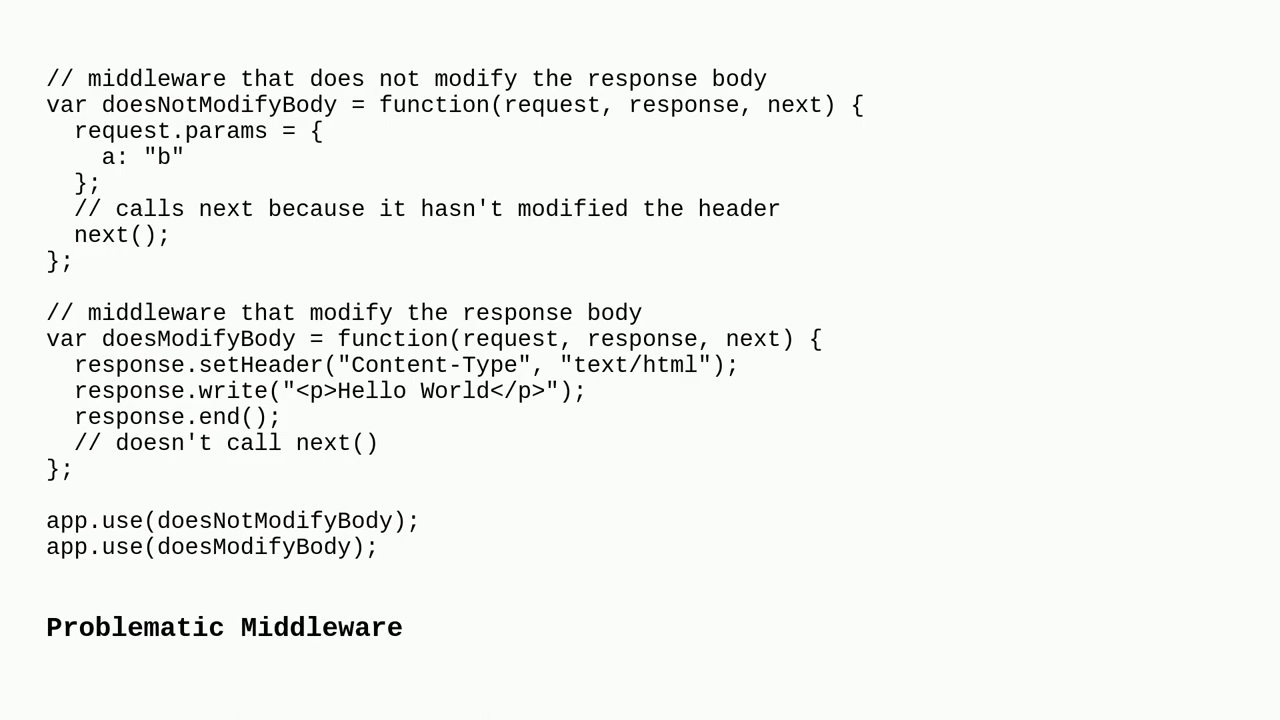 // middleware that does not modify the response body
var doesNotModifyBody = function(request, response, next) {
  request.params = {
    a: "b"
  };
  // calls next because it hasn't modified the header
  next();
};

// middleware that modify the response body
var doesModifyBody = function(request, response, next) {
  response.setHeader("Content-Type", "text/html");
  response.write("<p>Hello World</p>");
  response.end();
  // doesn't call next()
};

app.use(doesNotModifyBody);
app.use(doesModifyBody);

Problematic Middleware